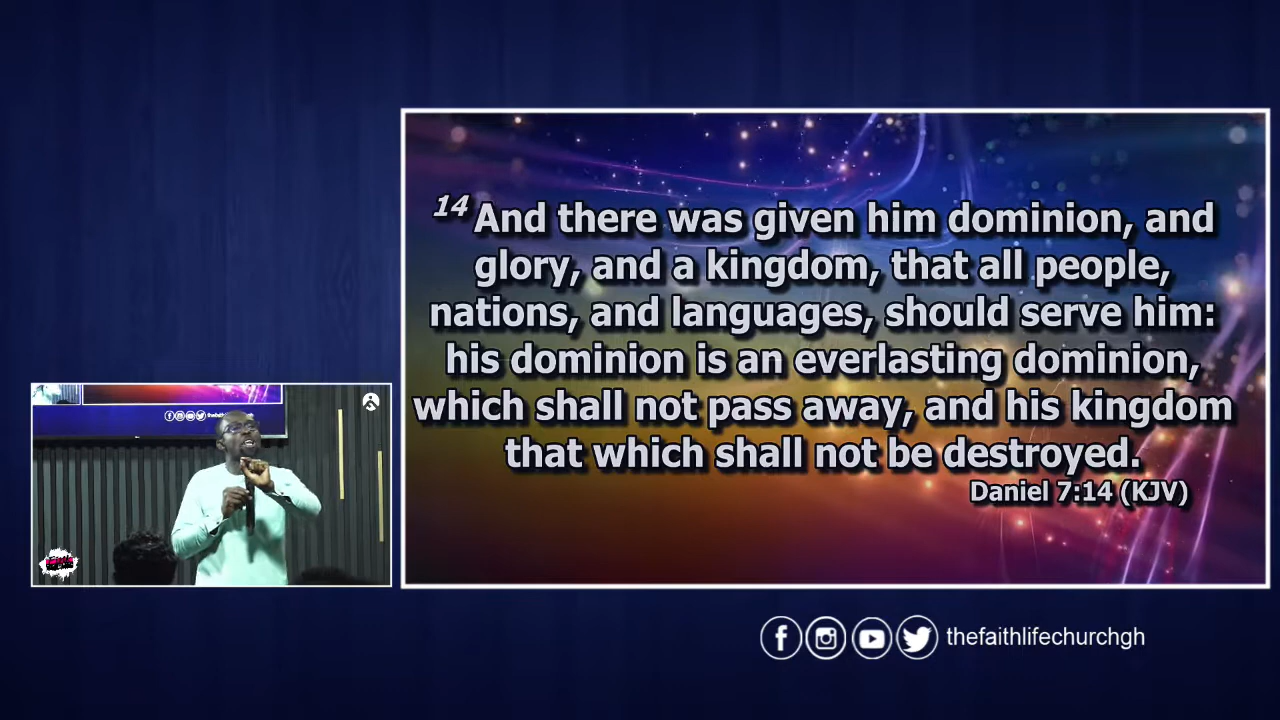 14 And there was given him dominion, and
glory, and a kingdom, that all people,
nations, and languages, should serve him:
his dominion is an everlasting dominion,
which shall not pass away, and his kingdom
that which shall not be destroyed.
Daniel 7:14 (KJV)
thefaithlifechurchgh